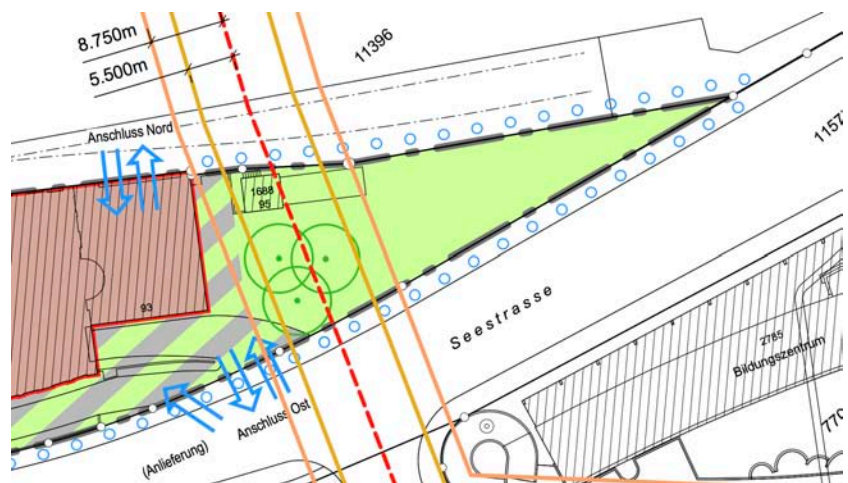 8.750m
5.500m
11396
Anschluss Nord
1688
95
93
Seestrasse
2785
Bildungszentrum
Anschluss Ost
(Anlieferung)